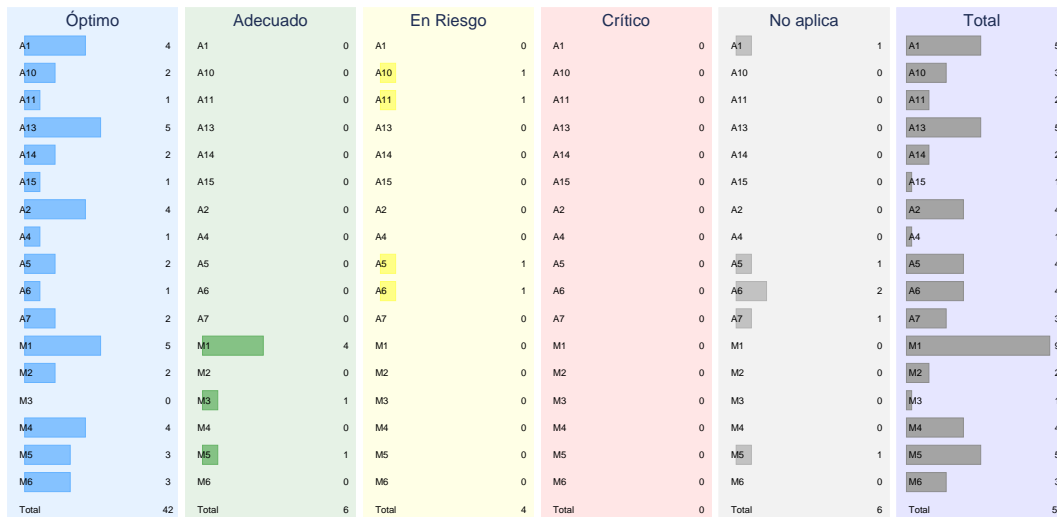 Óptimo Adecuado En Riesgo Crítico No aplica Total
A1 4 A1 0 A1 0 A1 0 A1 1 A1 5
A10 2 A10 0 A10 1 A10 0 A10 0 A10 3
A11 1 A11 0 A11 1 A11 0 A11 0 A11 2
A13 5 A13 0 A13 0 A13 0 A13 0 A13 5
A14 2 A14 0 A14 0 A14 0 A14 0 A14 2
A15 1 A15 0 A15 0 A15 0 A15 0 A15 1
A2 4 A2 0 A2 0 A2 0 A2 0 A2 4
A4 1 A4 0 A4 0 A4 0 A4 0 A4 1
A5 2 A5 0 A5 1 A5 0 A5 1 A5 4
A6 1 A6 0 A6 1 A6 0 A6 2 A6 4
A7 2 A7 0 A7 0 A7 0 A7 1 A7 3
M1 5 M1 4 M1 0 M1 0 M1 0 M1 9
M2 2 M2 0 M2 0 M2 0 M2 0 M2 2
M3 0 M3 1 M3 0 M3 0 M3 0 M3 1
M4 4 M4 0 M4 0 M4 0 M4 0 M4 4
M5 3 M5 1 M5 0 M5 0 M5 1 M5 5
M6 3 M6 0 M6 0 M6 0 M6 0 M6 3
Total 42 Total 6 Total 4 Total 0 Total 6 Total 5